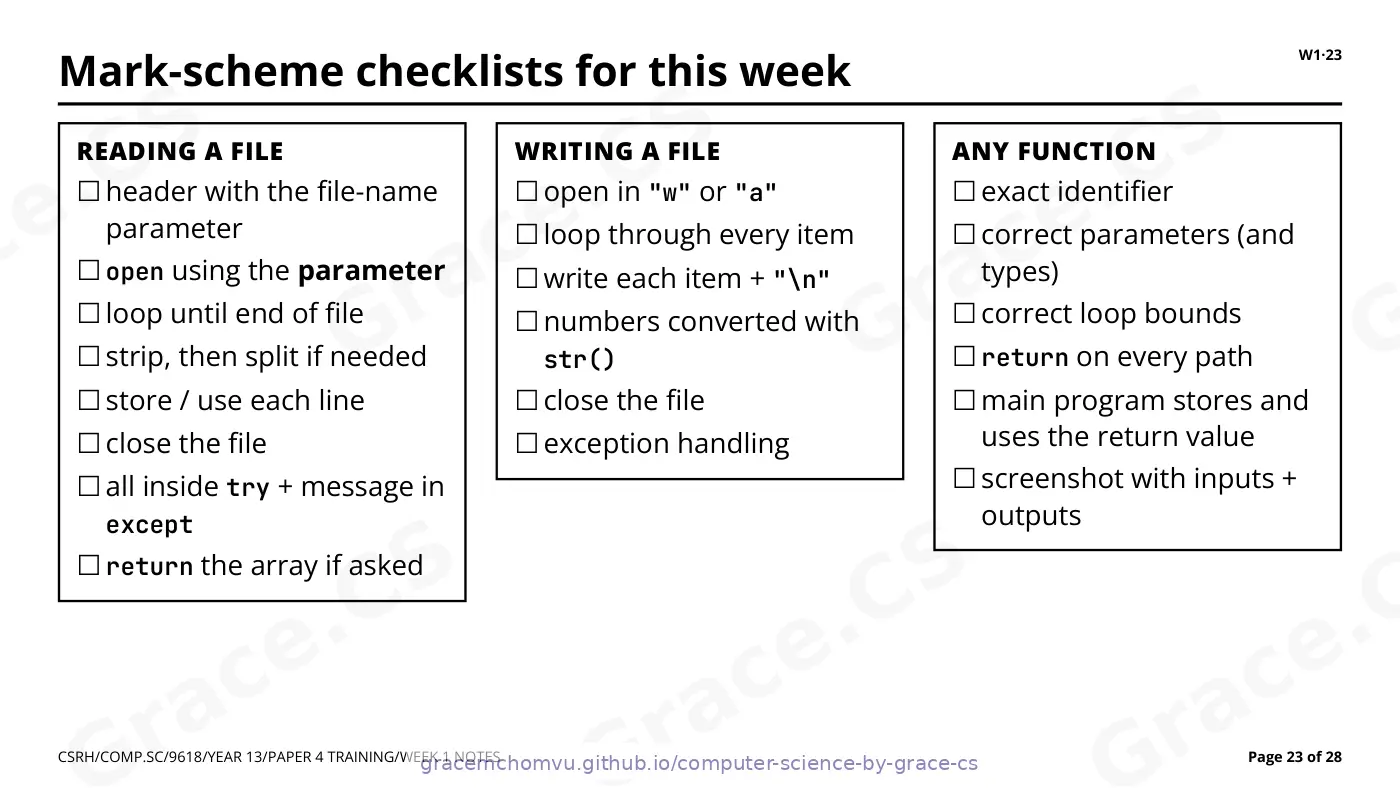 Mark-scheme checklists for this week
W1·23
READING A FILE
☐ header with the file-name
parameter
☐ open using the parameter
☐ loop until end of file
☐ strip, then split if needed
☐ store / use each line
☐ close the file
☐ all inside try + message in
except
☐ return the array if asked
WRITING A FILE
☐ open in "w" or "a"
☐ loop through every item
☐ write each item + "\n"
☐ numbers converted with
str()
☐ close the file
☐ exception handling
ANY FUNCTION
☐ exact identifier
☐ correct parameters (and
types)
☐ correct loop bounds
☐ return on every path
☐ main program stores and
uses the return value
☐ screenshot with inputs +
outputs
CSRH/COMP.SC/9618/YEAR 13/PAPER 4 TRAINING/WEEK 1 NOTES
gracemchomvu.github.io/computer-science-by-grace-cs
Page 23 of 28
Grace.CS